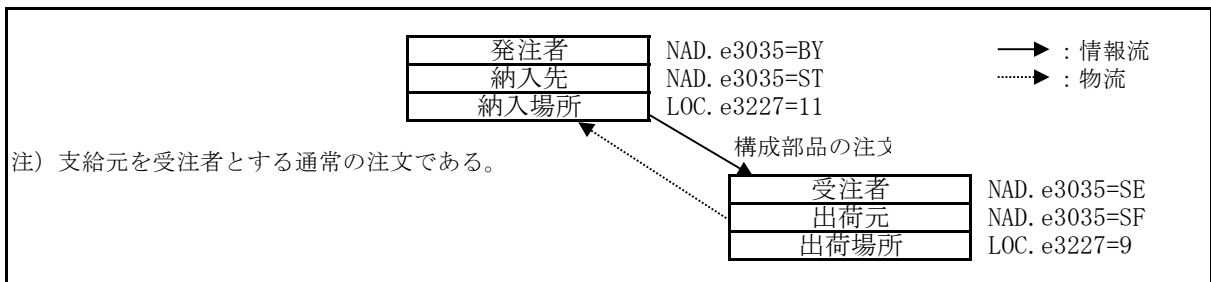 発注者 NAD. e3035=BY ：情報流
納入先 NAD. e3035=ST ：物流
納入場所 LOC. e3227=11
構成部品の注文
注) 支給元を受注者とする通常の注文である。
受注者 NAD. e3035=SE
出荷元 NAD. e3035=SF
出荷場所 LOC. e3227=9